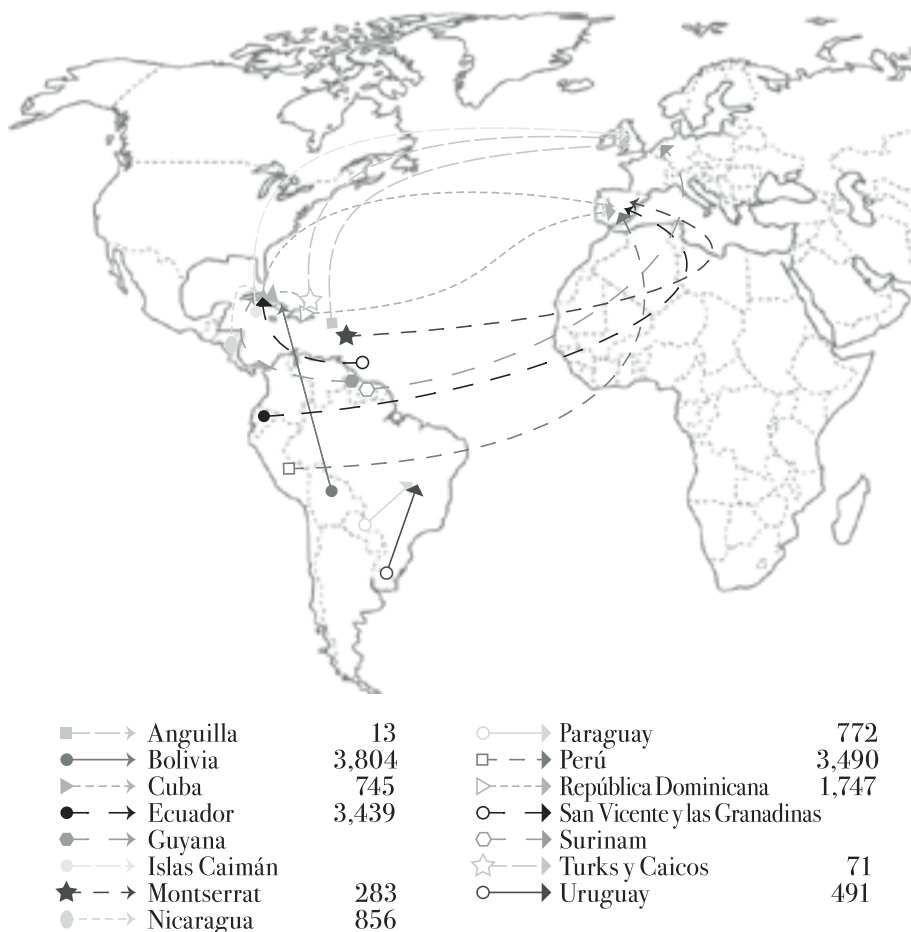 Anguilla 13
Bolivia 3,804
Cuba 745
Ecuador 3,439
Guyana
Islas Caimán
Montserrat 283
Nicaragua 856
Paraguay 772
Perú 3,490
República Dominicana 1,747
San Vicente y las Granadinas
Surinam
Turks y Caicos 71
Uruguay 491